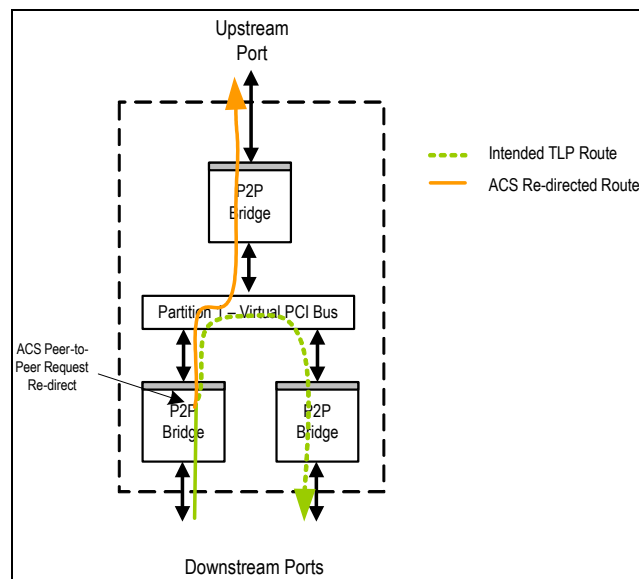 Upstream
Port
Intended TLP Route
ACS Re-directed Route
P2P
Bridge
Partition 1 – Virtual PCI Bus
ACS Peer-to-
Peer Request
Re-direct
P2P
Bridge
P2P
Bridge
Downstream Ports